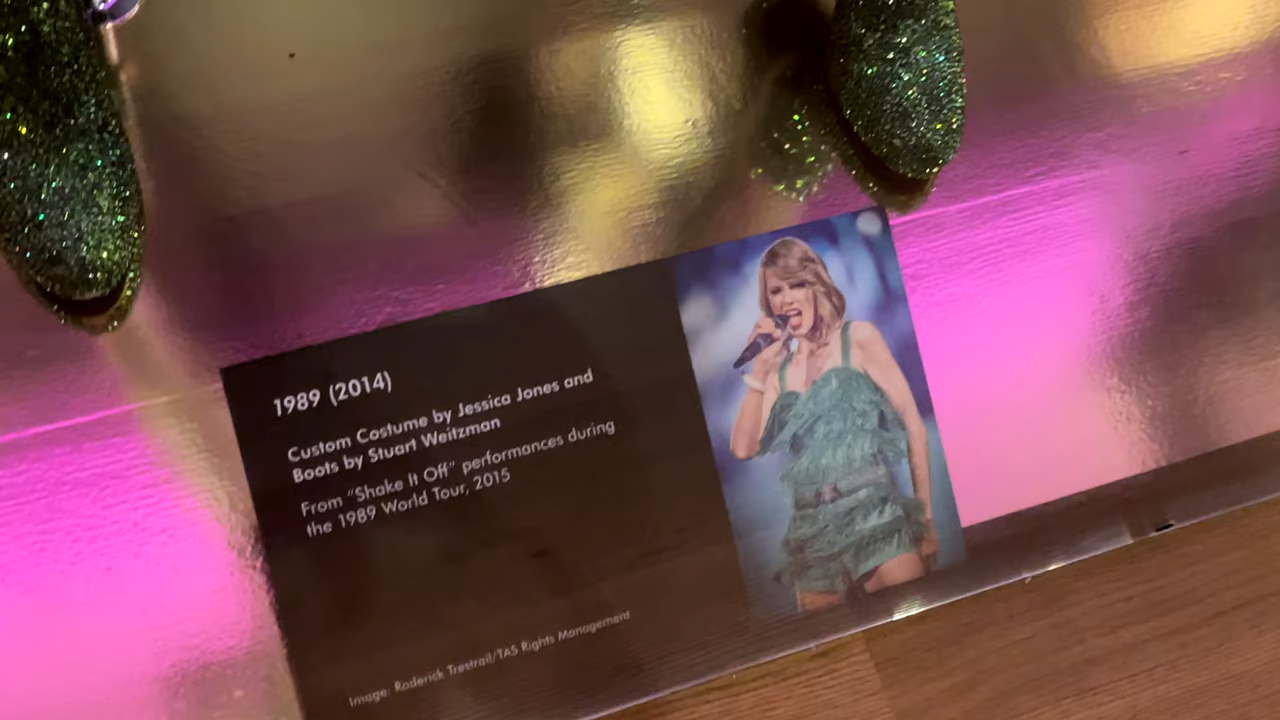 1989 (2014)
Custom Costume by Jessica Jones and
Boots by Stuart Weitzman
From "Shake It Off" performances during
the 1989 World Tour, 2015
Image: Roderick Trestrail/TAS Rights Management